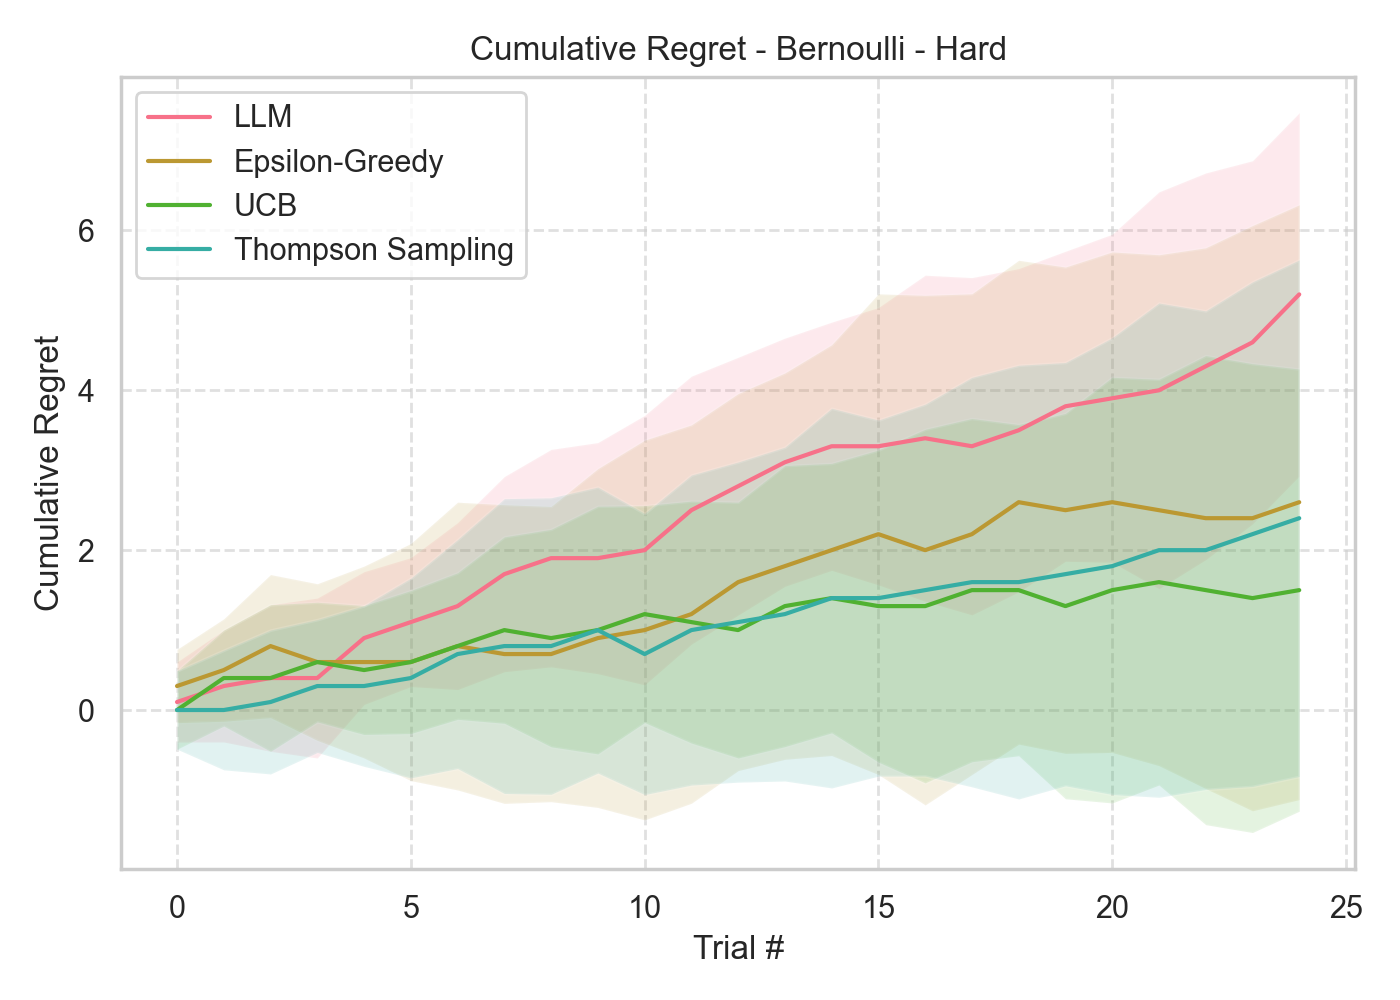 Cumulative Regret - Bernoulli - Hard
LLM
Epsilon-Greedy
UCB
Thompson Sampling
Cumulative Regret
6
4
2
0
0 5 10 15 20 25
Trial #